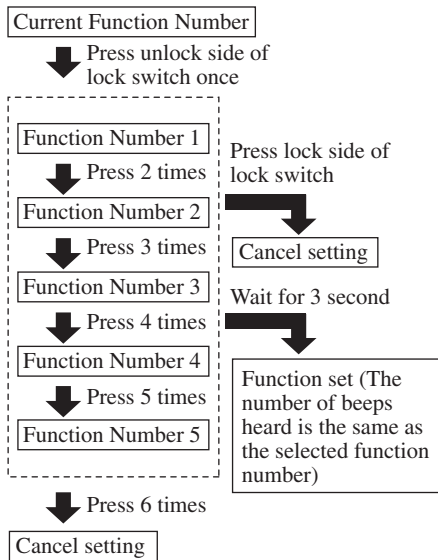 Current Function Number
Press unlock side of
lock switch once
Function Number 1
Press 2 times
Press lock side of
lock switch
Function Number 2
Press 3 times
Cancel setting
Function Number 3
Wait for 3 second
Press 4 times
Function Number 4
Function set (The
number of beeps
heard is the same as
the selected function
number)
Press 5 times
Function Number 5
Press 6 times
Cancel setting